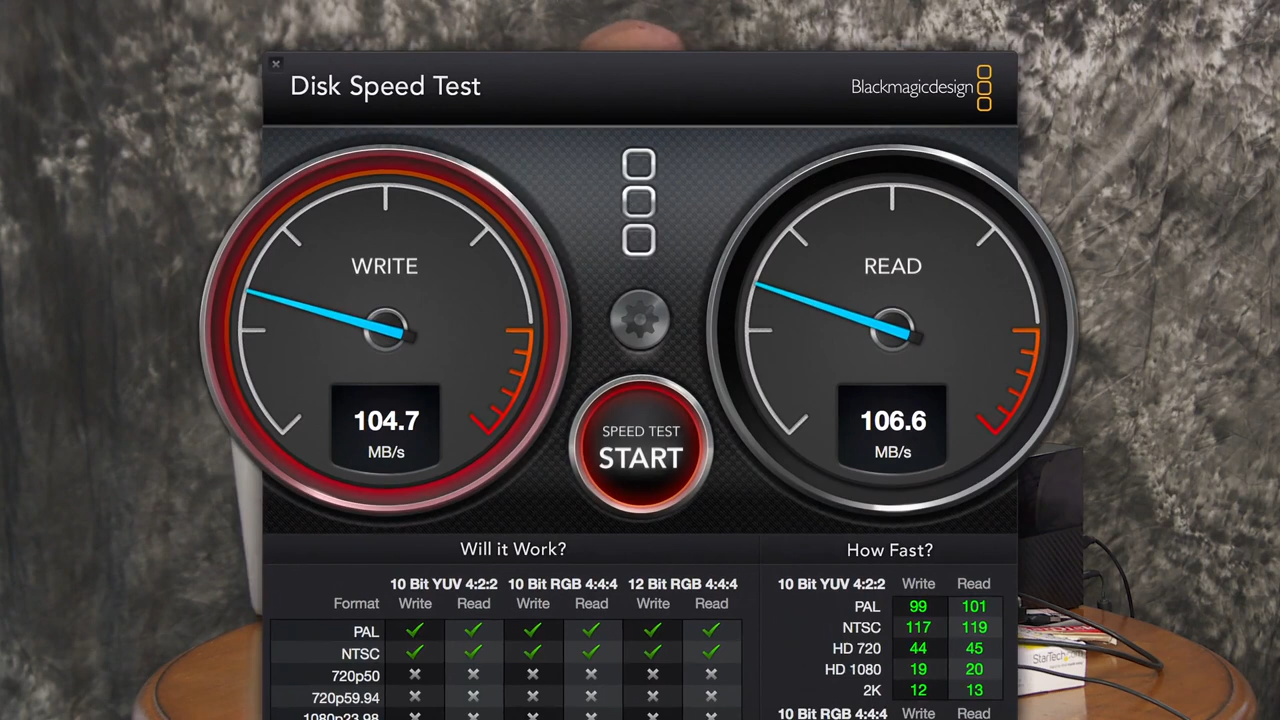 Disk Speed Test
Blackmagicdesign
WRITE
READ
104.7
MB/s
106.6
MB/s
SPEED TEST
START
Will it Work?
How Fast?
10 Bit YUV 4:2:2 10 Bit RGB 4:4:4 12 Bit RGB 4:4:4
Format Write Read Write Read Write Read
PAL
NTSC
720p50
720p59.94
1080p23.98
10 Bit YUV 4:2:2 Write Read
PAL 99 101
NTSC 117 119
HD 720 44 45
HD 1080 19 20
2K 12 13
10 Bit RGB 4:4:4 Write Read
StarTech.com